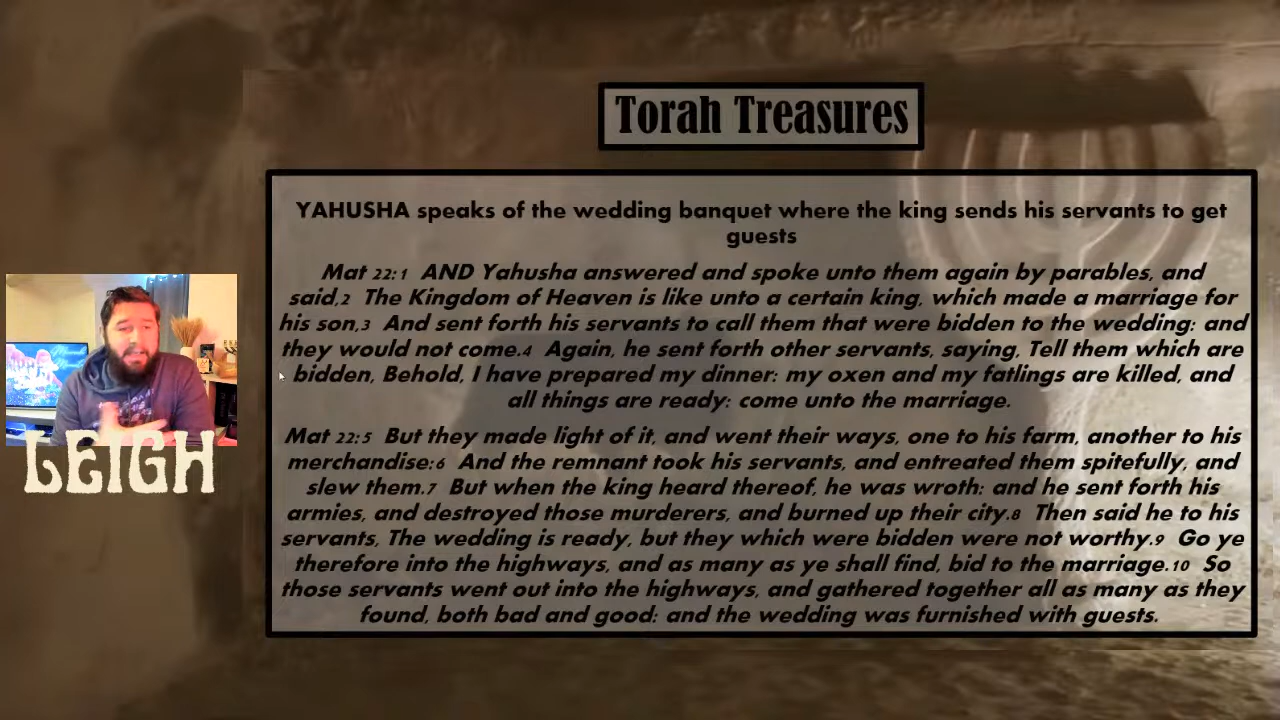 Torah Treasures
YAHUSHA speaks of the wedding banquet where the king sends his servants to get
guests
Mat 22:1 AND Yahusha answered and spoke unto them again by parables, and
said,2 The Kingdom of Heaven is like unto a certain king, which made a marriage for
his son,3 And sent forth his servants to call them that were bidden to the wedding: and
they would not come.4 Again, he sent forth other servants, saying, Tell them which are
bidden, Behold, I have prepared my dinner: my oxen and my fatlings are killed, and
all things are ready: come unto the marriage.
Mat 22:5 But they made light of it, and went their ways, one to his farm, another to his
merchandise:6 And the remnant took his servants, and entreated them spitefully, and
slew them.7 But when the king heard thereof, he was wroth: and he sent forth his
armies, and destroyed those murderers, and burned up their city.8 Then said he to his
servants, The wedding is ready, but they which were bidden were not worthy.9 Go ye
therefore into the highways, and as many as ye shall find, bid to the marriage.10 So
those servants went out into the highways, and gathered together all as many as they
found, both bad and good: and the wedding was furnished with guests.
LEIGH